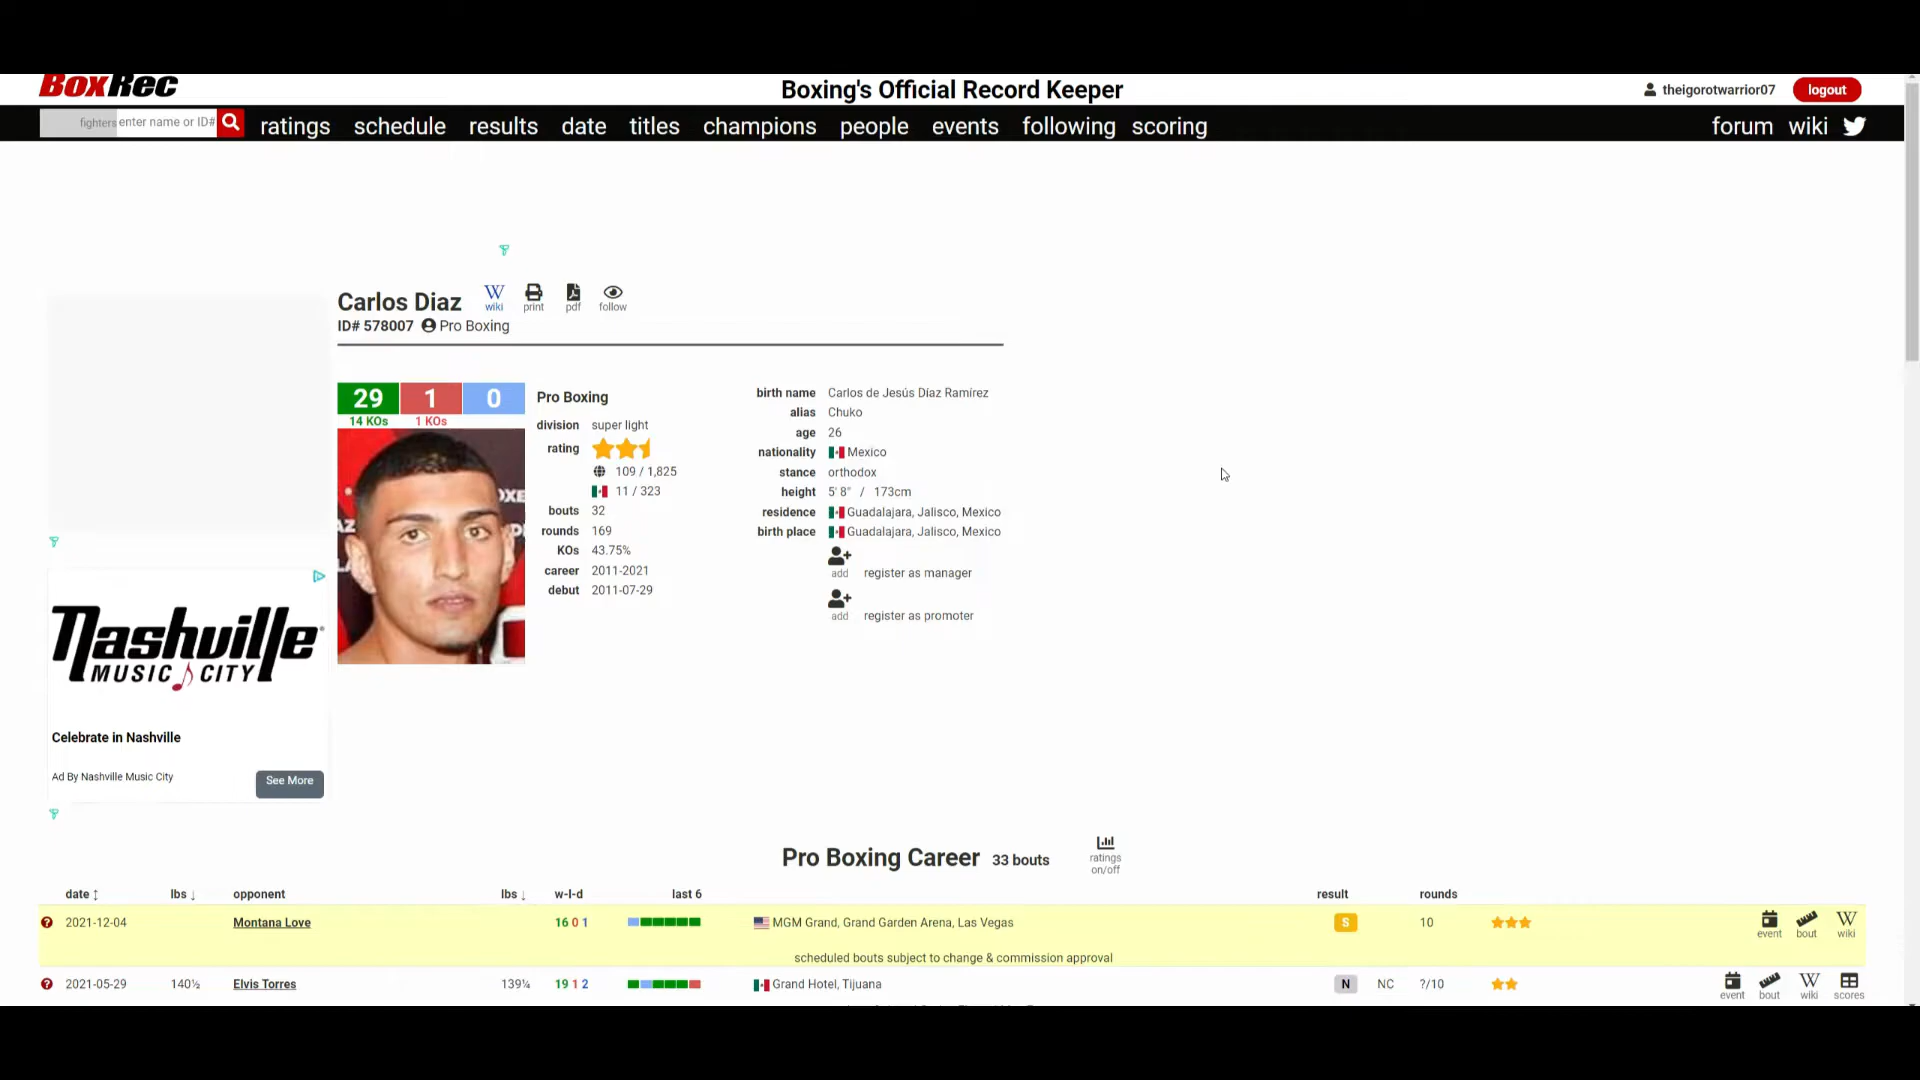 BoxRec
Boxing's Official Record Keeper
theigorotwarrior07
logout
fighters enter name or ID#
ratings schedule results date titles champions people events following scoring
forum wiki
Carlos Diaz
wiki print pdf follow
ID# 578007 Pro Boxing
29 1 0
14 KOs 1 KOs
Pro Boxing
division super light
rating
109 / 1,825
11 / 323
bouts 32
rounds 169
KOs 43.75%
career 2011-2021
debut 2011-07-29
birth name Carlos de Jesús Díaz Ramírez
alias Chuko
age 26
nationality Mexico
stance orthodox
height 5' 8" / 173cm
residence Guadalajara, Jalisco, Mexico
birth place Guadalajara, Jalisco, Mexico
add register as manager
add register as promoter
Nashville
MUSIC CITY
Celebrate in Nashville
Ad By Nashville Music City
See More
Pro Boxing Career 33 bouts
ratings
on/off
date lbs opponent lbs w-l-d last 6 result rounds
2021-12-04 Montana Love 16 0 1 MGM Grand, Grand Garden Arena, Las Vegas S 10
event bout wiki
scheduled bouts subject to change & commission approval
2021-05-29 140½ Elvis Torres 139¼ 19 1 2 Grand Hotel, Tijuana N NC ?/10
event bout wiki scores